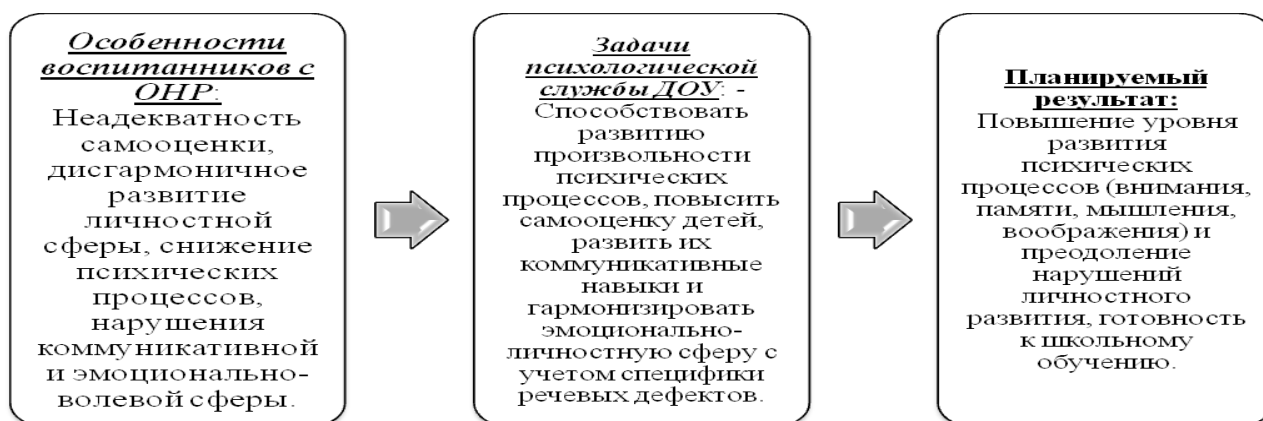 Особенности
воспитанников с
ОНР:
Неадекватность
самооценки,
дисгармоничное
развитие
личностной
сферы, снижение
психических
процессов,
нарушения
коммуникативной
и эмоционально-
волевой сферы.
Задачи
психологической
службы ДОУ: -
Способствовать
развитию
произвольности
психических
процессов, повысить
самооценку детей,
развить их
коммуникативные
навыки и
гармонизировать
эмоционально-
личностную сферу с
учетом специфики
речевых дефектов.
Планируемый
результат:
Повышение уровня
развития
психических
процессов (внимания,
памяти, мышления,
воображения) и
преодоление
нарушений
личностного
развития, готовность
к школьному
обучению.